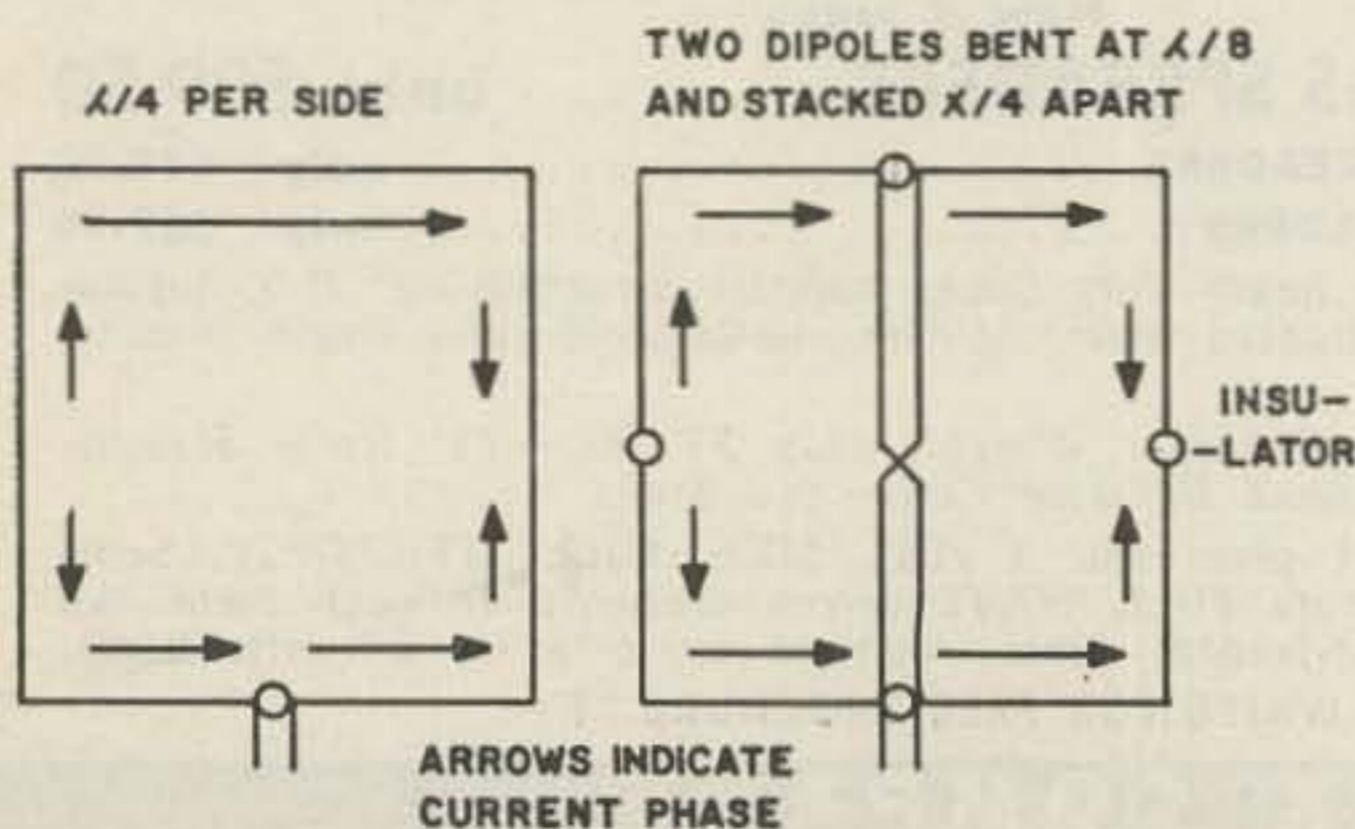 λ/4 PER SIDE
TWO DIPOLES BENT AT λ/8
AND STACKED λ/4 APART
INSU-
-LATOR
ARROWS INDICATE
CURRENT PHASE